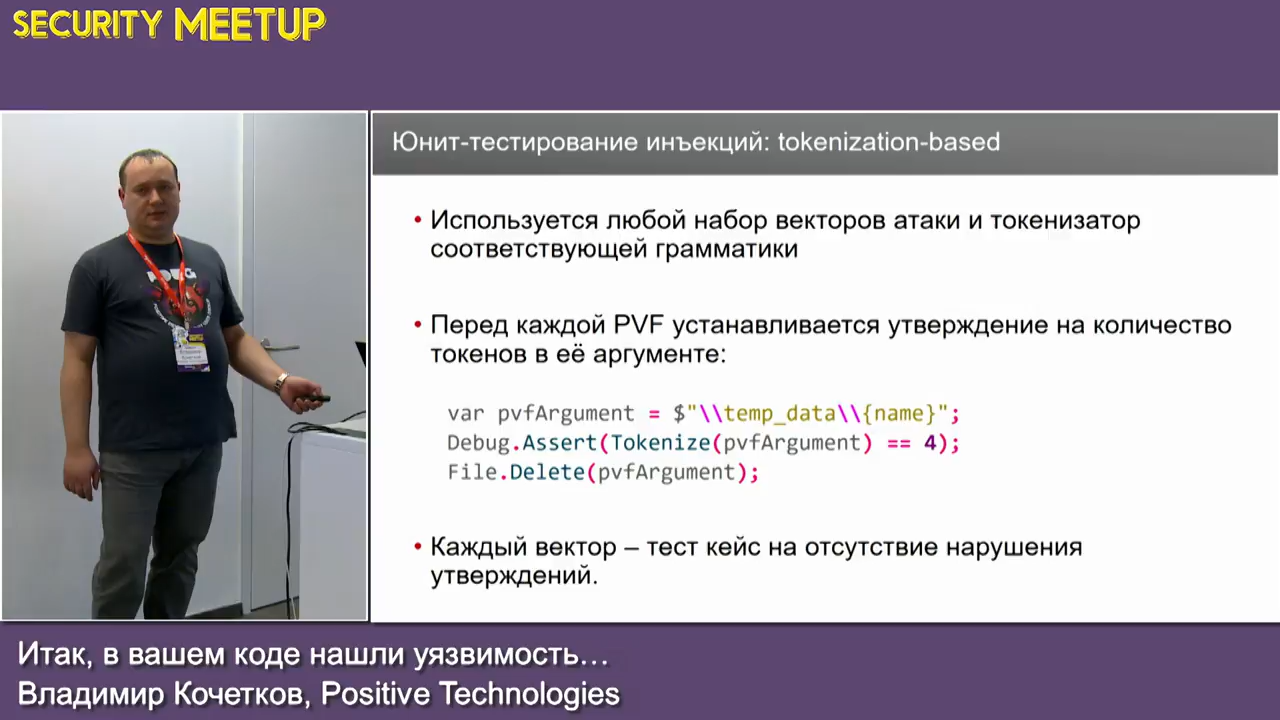 SECURITY MEETUP
Юнит-тестирование инъекций: tokenization-based
• Используется любой набор векторов атаки и токенизатор
соответствующей грамматики
• Перед каждой PVF устанавливается утверждение на количество
токенов в её аргументе:
var pvfArgument = $"\\temp_data\\{name}";
Debug.Assert(Tokenize(pvfArgument) == 4);
File.Delete(pvfArgument);
• Каждый вектор – тест кейс на отсутствие нарушения
утверждений.
Итак, в вашем коде нашли уязвимость…
Владимир Кочетков, Positive Technologies